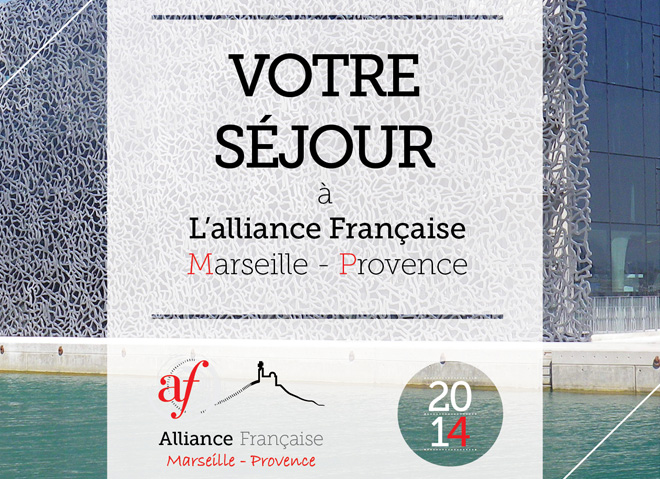 VOTRE
SÉJOUR
à
L'alliance Française
Marseille - Provence
af
Alliance Française
Marseille - Provence
20
14